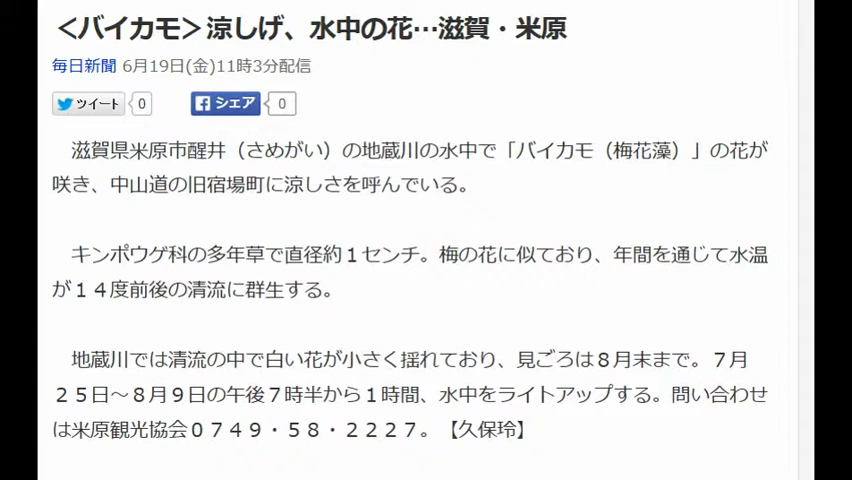 ＜バイカモ＞涼しげ、水中の花…滋賀・米原
毎日新聞 6月19日(金)11時3分配信
ツイート 0 シェア 0
滋賀県米原市醒井（さめがい）の地蔵川の水中で「バイカモ（梅花藻）」の花が
咲き、中山道の旧宿場町に涼しさを呼んでいる。
キンポウゲ科の多年草で直径約１センチ。梅の花に似ており、年間を通じて水温
が１４度前後の清流に群生する。
地蔵川では清流の中で白い花が小さく揺れており、見ごろは８月末まで。７月
２５日〜８月９日の午後７時半から１時間、水中をライトアップする。問い合わせ
は米原観光協会０７４９・５８・２２２７。【久保玲】